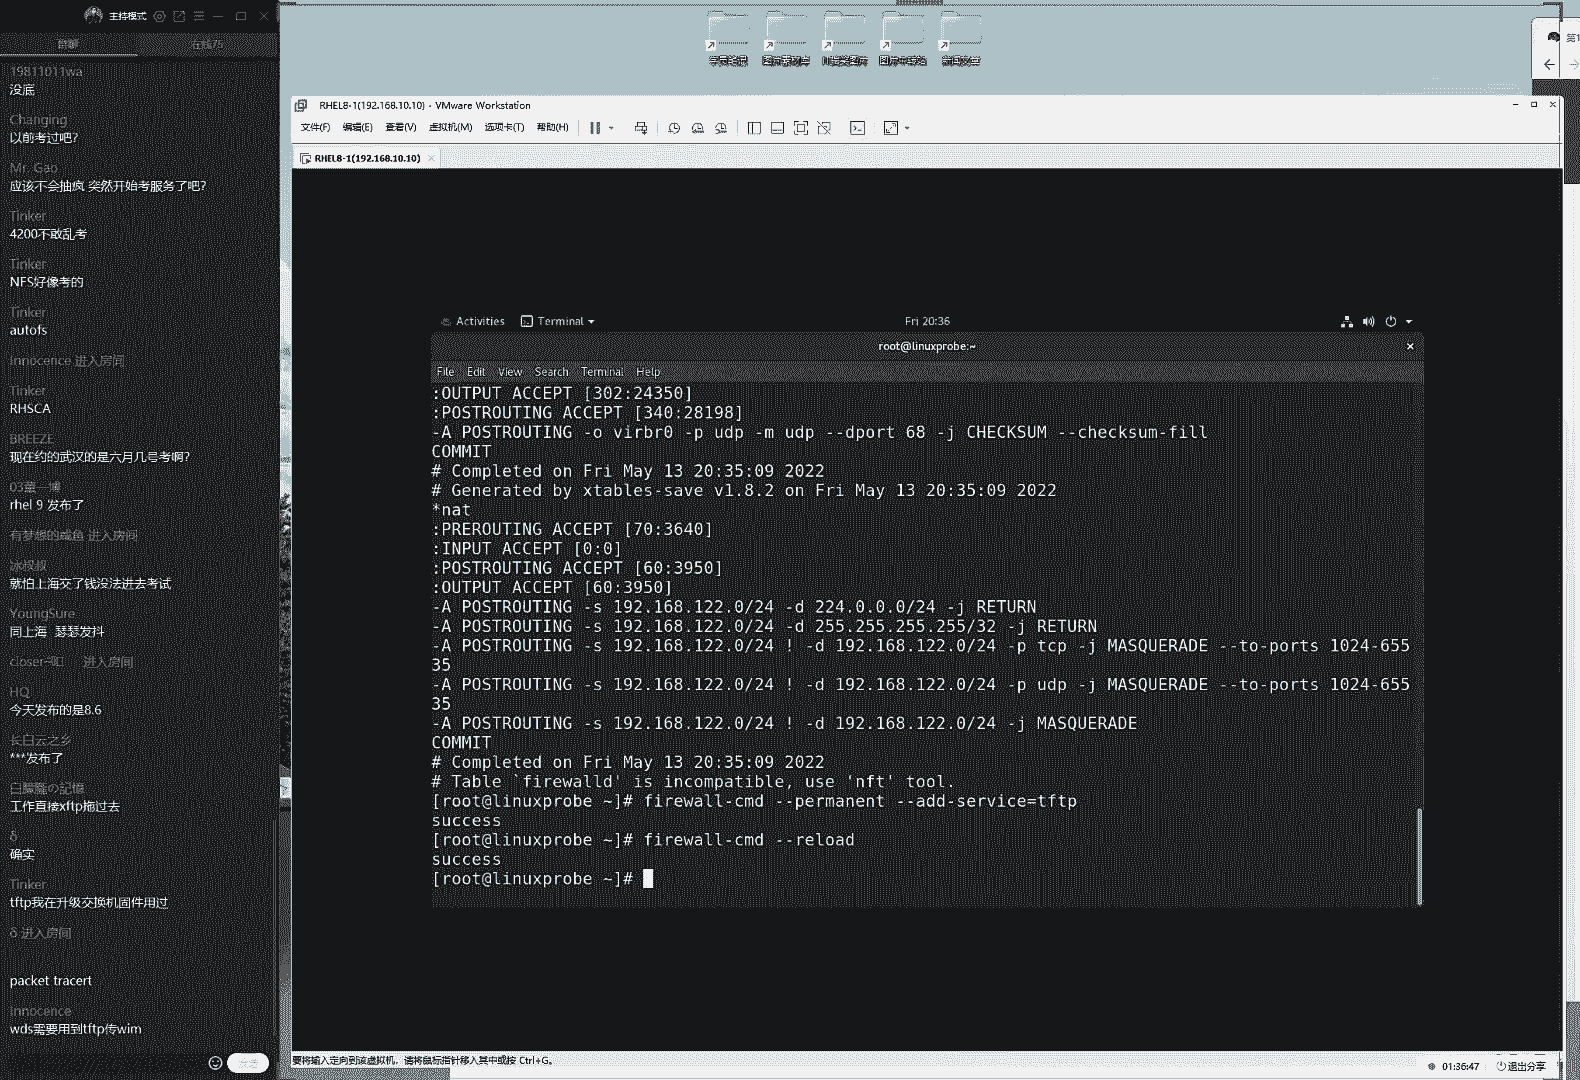 主持模式
在线75
19811011wa
没底
Changing
以前考过吧?
Mr. Gao
应该不会抽疯 突然开始考服务了吧?
Tinker
4200不敢乱考
Tinker
NFS好像考的
Tinker
autofs
Innocence 进入房间
Tinker
RHSCA
BREEZE
现在约的武汉的是六月几号考啊?
03董一博
rhel 9 发布了
有梦想的咸鱼 进入房间
冰叔叔
就怕上海交了钱没法进去考试
YoungSure
同上海 瑟瑟发抖
进入房间
HQ
今天发布的是8.6
长白云之乡
***发布了
工作直接xftp拖过去
δ
确实
Tinker
tftp我在升级交换机固件用过
δ 进入房间
packet tracert
Innocence
wds需要用到tftp传wim
RHEL8-1(192.168.10.10) - VMware Workstation
文件(F) 编辑(E) 查看(V) 虚拟机(M) 选项卡(T) 帮助(H)
RHEL8-1(192.168.10.10)
Activities Terminal Fri 20:36
root@linuxprobe:~
File Edit View Search Terminal Help
:OUTPUT ACCEPT [302:24350]
:POSTROUTING ACCEPT [340:28198]
-A POSTROUTING -o virbr0 -p udp -m udp --dport 68 -j CHECKSUM --checksum-fill
COMMIT
# Completed on Fri May 13 20:35:09 2022
# Generated by xtables-save v1.8.2 on Fri May 13 20:35:09 2022
*nat
:PREROUTING ACCEPT [70:3640]
:INPUT ACCEPT [0:0]
:POSTROUTING ACCEPT [60:3950]
:OUTPUT ACCEPT [60:3950]
-A POSTROUTING -s 192.168.122.0/24 -d 224.0.0.0/24 -j RETURN
-A POSTROUTING -s 192.168.122.0/24 -d 255.255.255.255/32 -j RETURN
-A POSTROUTING -s 192.168.122.0/24 ! -d 192.168.122.0/24 -p tcp -j MASQUERADE --to-ports 1024-655
35
-A POSTROUTING -s 192.168.122.0/24 ! -d 192.168.122.0/24 -p udp -j MASQUERADE --to-ports 1024-655
35
-A POSTROUTING -s 192.168.122.0/24 ! -d 192.168.122.0/24 -j MASQUERADE
COMMIT
# Completed on Fri May 13 20:35:09 2022
# Table `firewalld' is incompatible, use 'nft' tool.
[root@linuxprobe ~]# firewall-cmd --permanent --add-service=tftp
success
[root@linuxprobe ~]# firewall-cmd --reload
success
[root@linuxprobe ~]#
要将输入定向到该虚拟机，请将鼠标指针移入其中或按 Ctrl+G。
01:36:47 退出分享